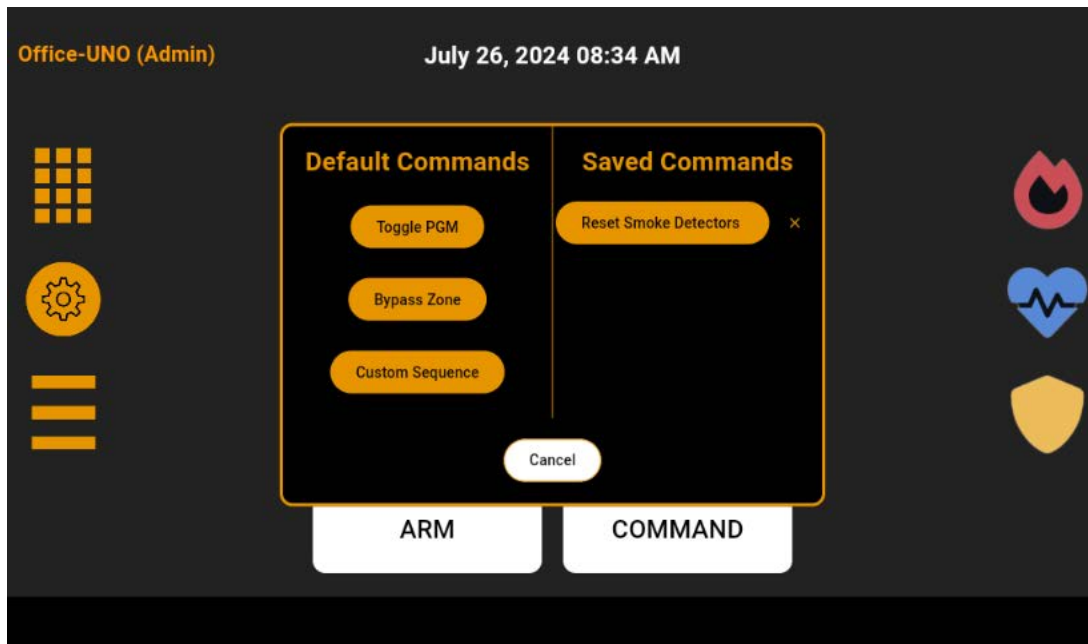 Office-UNO (Admin)
July 26, 2024 08:34 AM
Default Commands
Toggle PGM
Bypass Zone
Custom Sequence
Saved Commands
Reset Smoke Detectors ×
Cancel
ARM
COMMAND